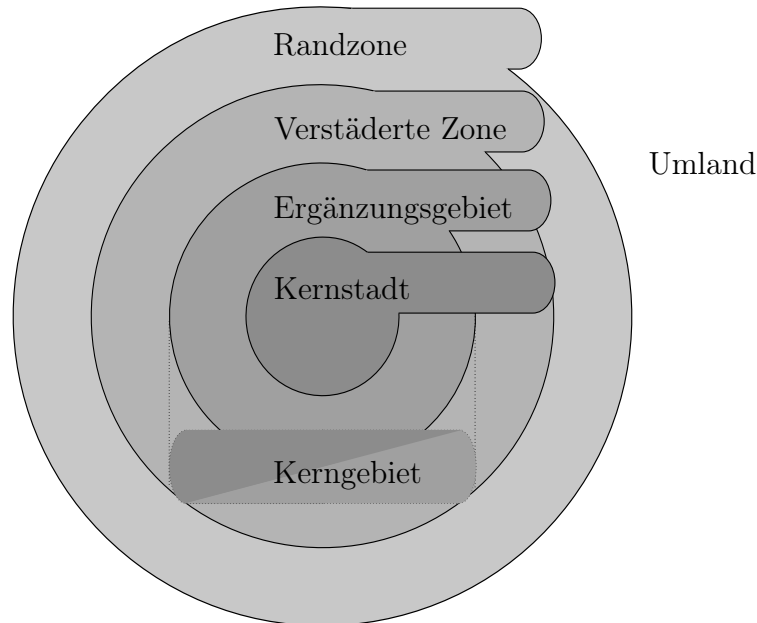 Randzone
Verstäderte Zone
Umland
Ergänzungsgebiet
Kernstadt
Kerngebiet